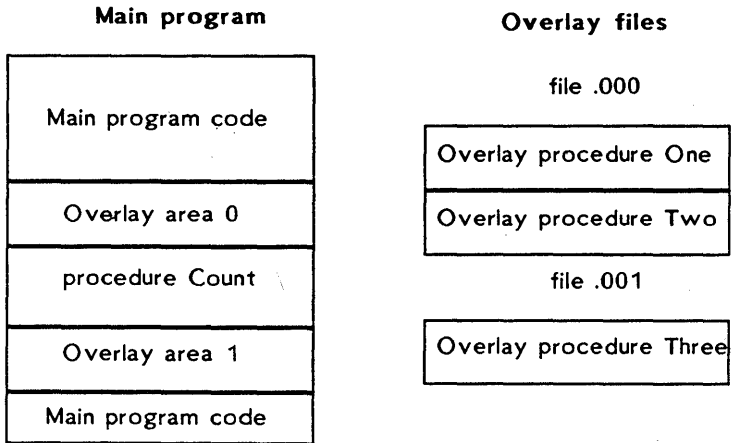 Main program
Main program code
Overlay area 0
procedure Count
Overlay area 1
Main program code
Overlay files
file .000
Overlay procedure One
Overlay procedure Two
file .001
Overlay procedure Three